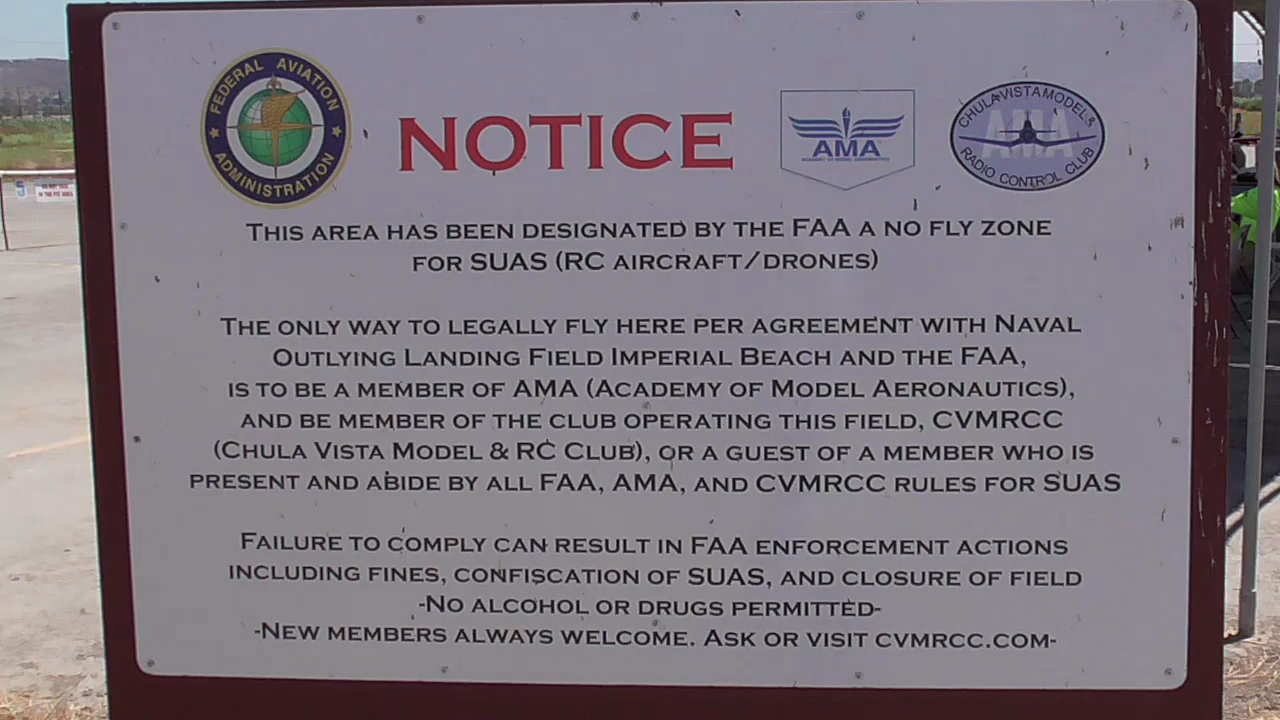 FEDERAL AVIATION
ADMINISTRATION
NOTICE
AMA
ACADEMY OF MODEL AERONAUTICS
CHULA VISTA MODEL &
AMA
RADIO CONTROL CLUB
THIS AREA HAS BEEN DESIGNATED BY THE FAA A NO FLY ZONE
FOR SUAS (RC AIRCRAFT/DRONES)
THE ONLY WAY TO LEGALLY FLY HERE PER AGREEMENT WITH NAVAL
OUTLYING LANDING FIELD IMPERIAL BEACH AND THE FAA,
IS TO BE A MEMBER OF AMA (ACADEMY OF MODEL AERONAUTICS),
AND BE MEMBER OF THE CLUB OPERATING THIS FIELD, CVMRCC
(CHULA VISTA MODEL & RC CLUB), OR A GUEST OF A MEMBER WHO IS
PRESENT AND ABIDE BY ALL FAA, AMA, AND CVMRCC RULES FOR SUAS
FAILURE TO COMPLY CAN RESULT IN FAA ENFORCEMENT ACTIONS
INCLUDING FINES, CONFISCATION OF SUAS, AND CLOSURE OF FIELD
-NO ALCOHOL OR DRUGS PERMITTED-
-NEW MEMBERS ALWAYS WELCOME. ASK OR VISIT CVMRCC.COM-